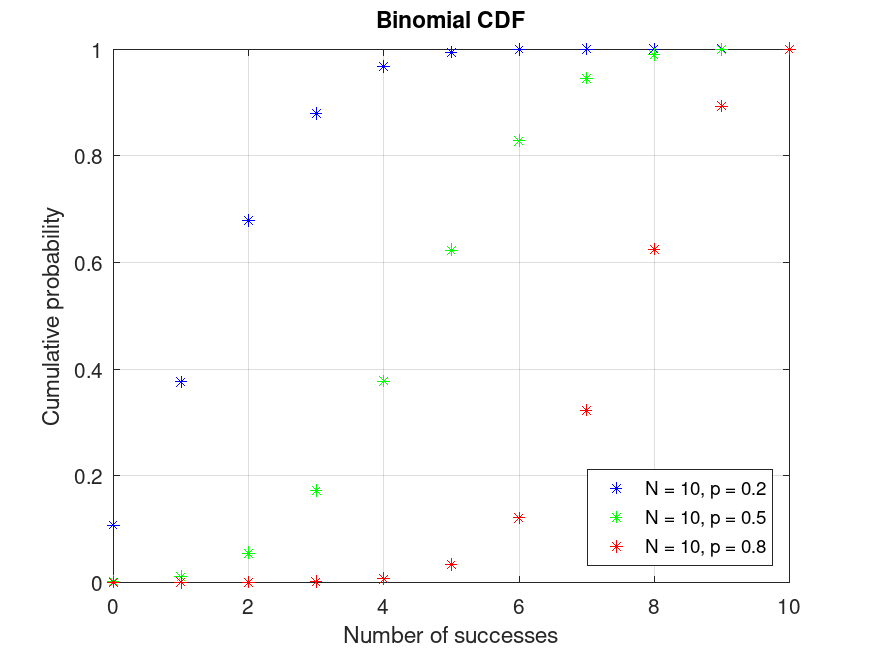 Binomial CDF
1
0.8
0.6
0.4
0.2
0
Cumulative probability
0 2 4 6 8 10
Number of successes
N = 10, p = 0.2
N = 10, p = 0.5
N = 10, p = 0.8